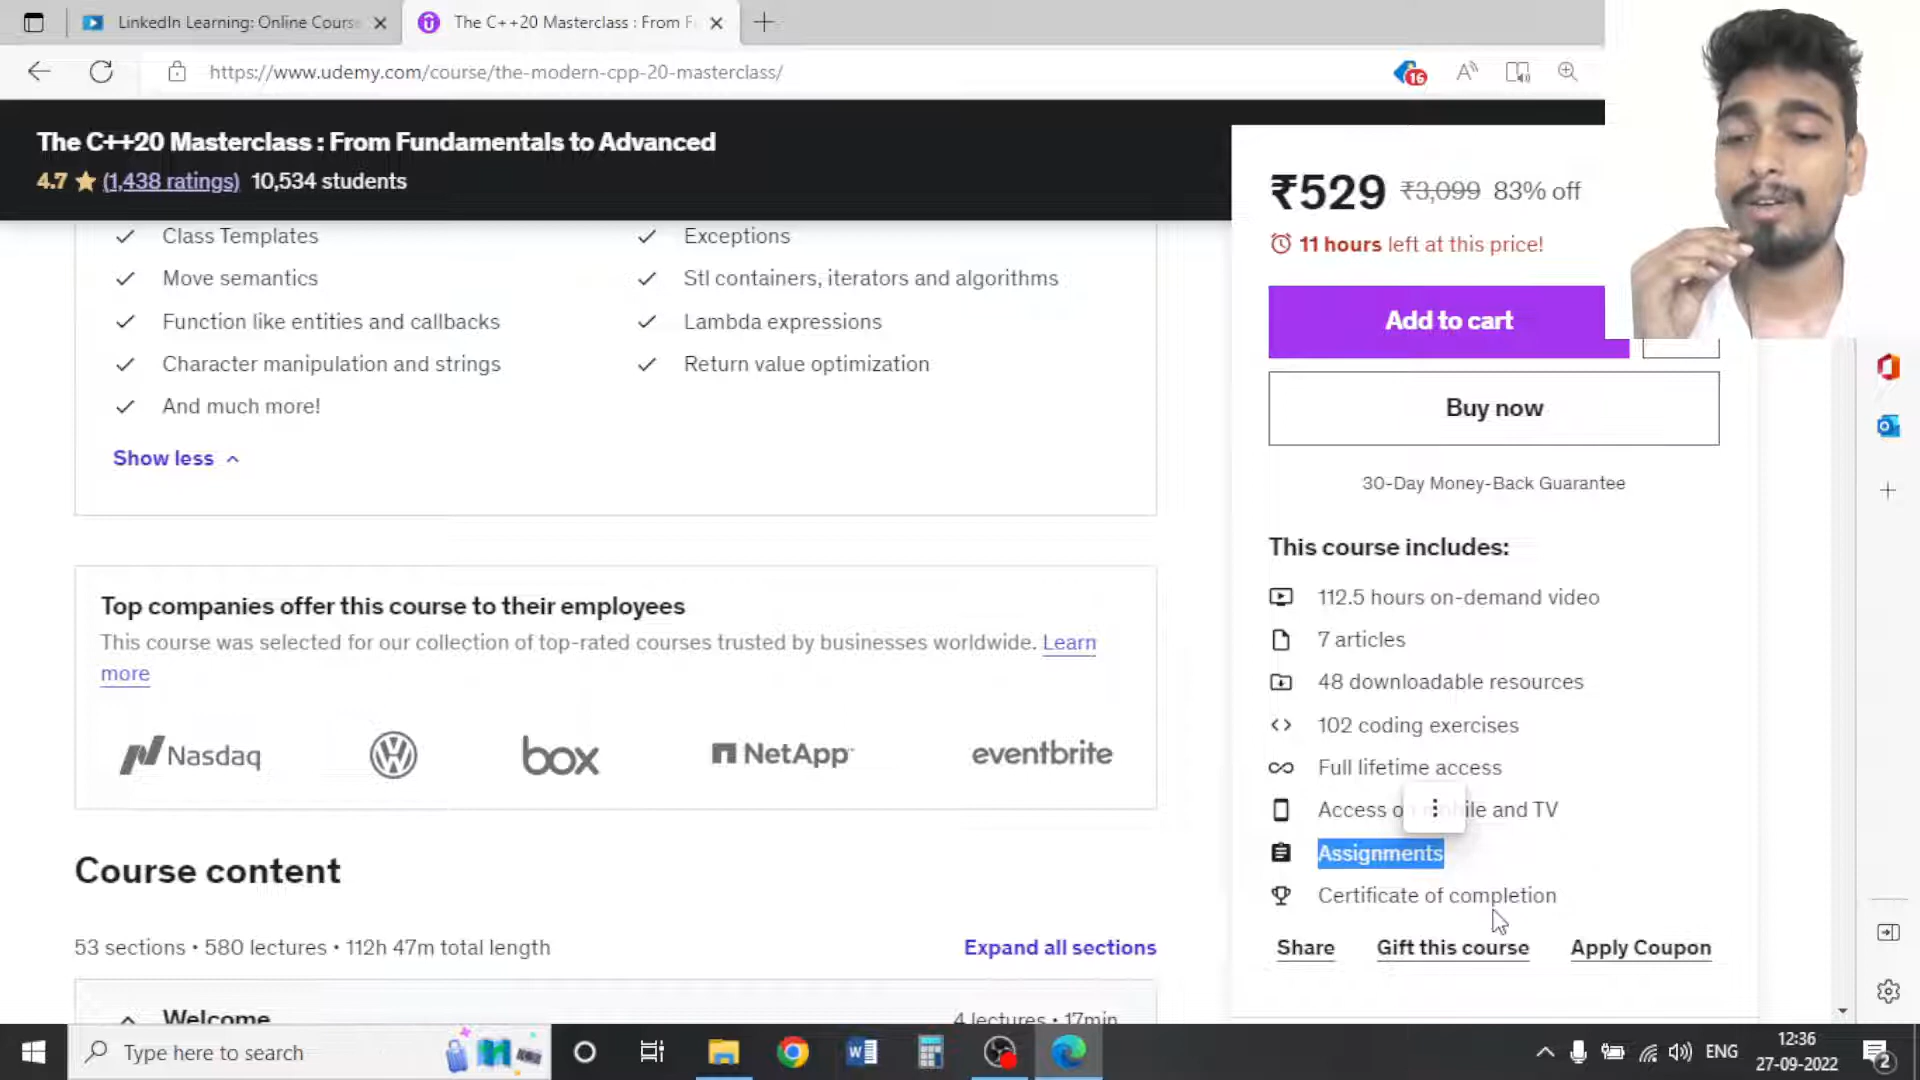 LinkedIn Learning: Online Course
The C++20 Masterclass : From F
https://www.udemy.com/course/the-modern-cpp-20-masterclass/
16
The C++20 Masterclass : From Fundamentals to Advanced
4.7 (1,438 ratings) 10,534 students
₹529 ₹3,099 83% off
11 hours left at this price!
Add to cart
Buy now
30-Day Money-Back Guarantee
Class Templates
Exceptions
Move semantics
Stl containers, iterators and algorithms
Function like entities and callbacks
Lambda expressions
Character manipulation and strings
Return value optimization
And much more!
Show less
Top companies offer this course to their employees
This course was selected for our collection of top-rated courses trusted by businesses worldwide. Learn
more
Nasdaq
box
NetApp
eventbrite
This course includes:
112.5 hours on-demand video
7 articles
48 downloadable resources
102 coding exercises
Full lifetime access
Access o ile and TV
Assignments
Certificate of completion
Share Gift this course Apply Coupon
Course content
53 sections • 580 lectures • 112h 47m total length
Expand all sections
Welcome
4 lectures • 17min
Type here to search
ENG
12:36
27-09-2022
2